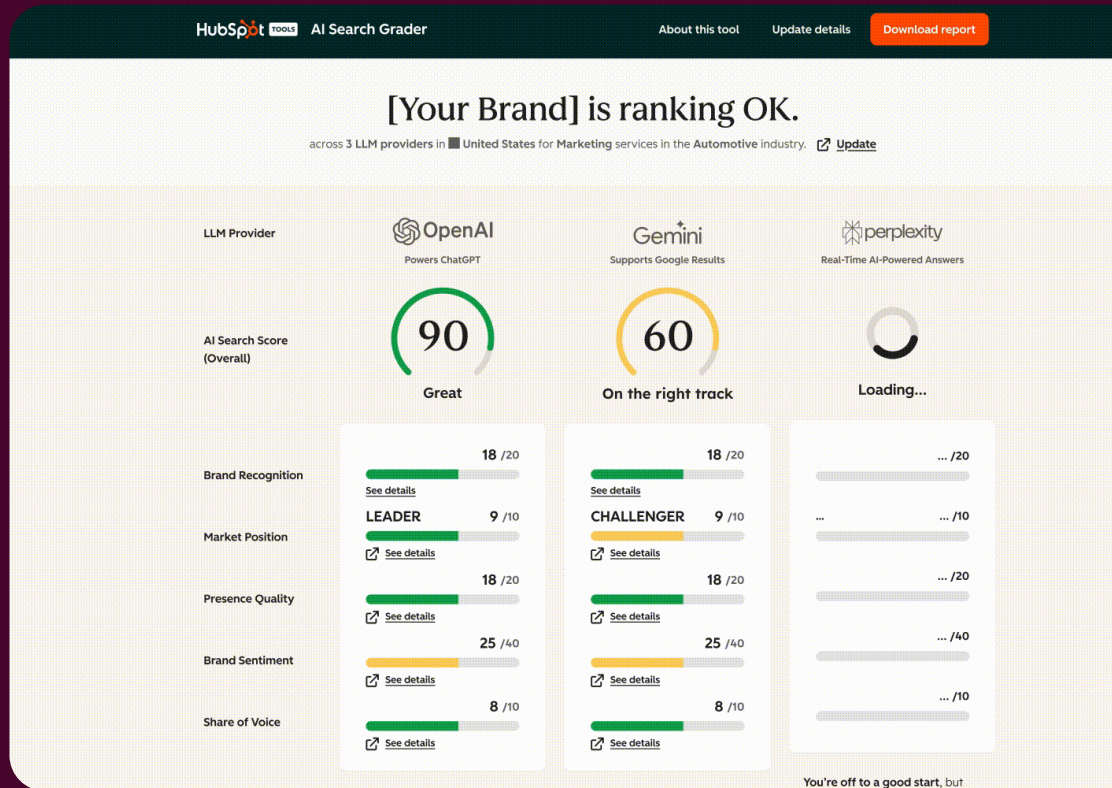 HubSpot TOOLS AI Search Grader About this tool Update details Download report
[Your Brand] is ranking OK.
across 3 LLM providers in United States for Marketing services in the Automotive industry. Update
LLM Provider OpenAI Gemini perplexity
Powers ChatGPT Supports Google Results Real-Time AI-Powered Answers
AI Search Score
(Overall)
90 60
Great On the right track Loading...
Brand Recognition 18 /20 18 /20 ... /20
See details See details
Market Position LEADER 9 /10 CHALLENGER 9 /10 ... ... /10
See details See details
Presence Quality 18 /20 18 /20 ... /20
See details See details
Brand Sentiment 25 /40 25 /40 ... /40
See details See details
Share of Voice 8 /10 8 /10 ... /10
See details See details
You're off to a good start, but